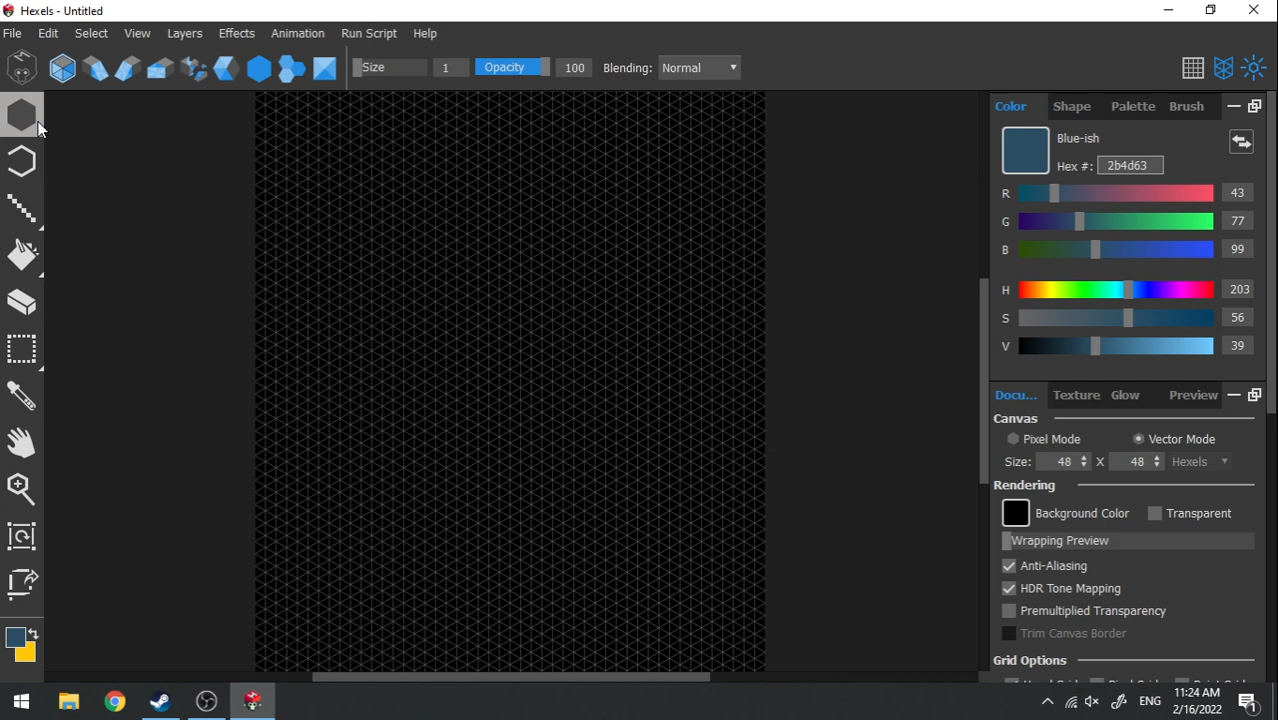 Hexels - Untitled
File Edit Select View Layers Effects Animation Run Script Help
Size 1 Opacity 100 Blending: Normal
Color Shape Palette Brush
Blue-ish
Hex #: 2b4d63
R 43
G 77
B 99
H 203
S 56
V 39
Docu... Texture Glow Preview
Canvas
Pixel Mode Vector Mode
Size: 48 X 48 Hexels
Rendering
Background Color Transparent
Wrapping Preview
Anti-Aliasing
HDR Tone Mapping
Premultiplied Transparency
Trim Canvas Border
Grid Options
ENG
11:24 AM
2/16/2022
1